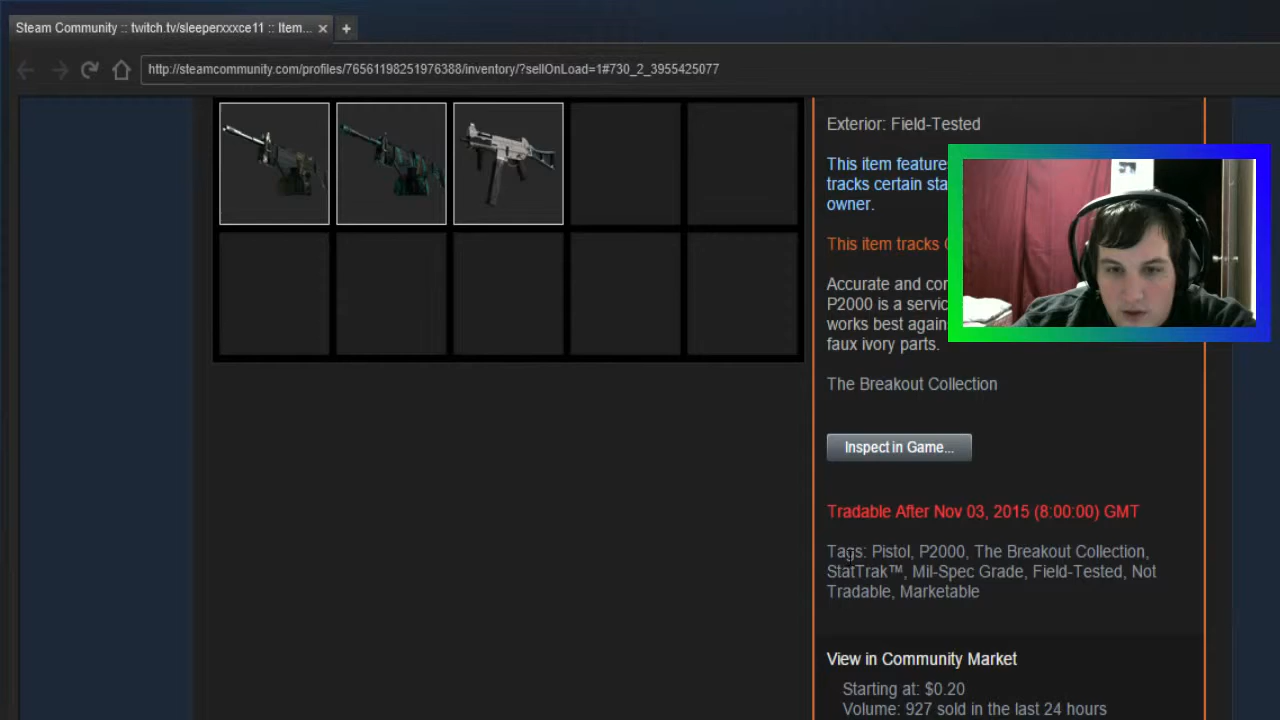 Steam Community :: twitch.tv/sleeperxxxce11 :: Item...
http://steamcommunity.com/profiles/76561198251976388/inventory/?sellOnLoad=1#730_2_3955425077
Exterior: Field-Tested
This item features
tracks certain sta
owner.
This item tracks
Accurate and con
P2000 is a servic
works best agains
faux ivory parts.
The Breakout Collection
Inspect in Game...
Tradable After Nov 03, 2015 (8:00:00) GMT
Tags: Pistol, P2000, The Breakout Collection,
StatTrak™, Mil-Spec Grade, Field-Tested, Not
Tradable, Marketable
View in Community Market
Starting at: $0.20
Volume: 927 sold in the last 24 hours